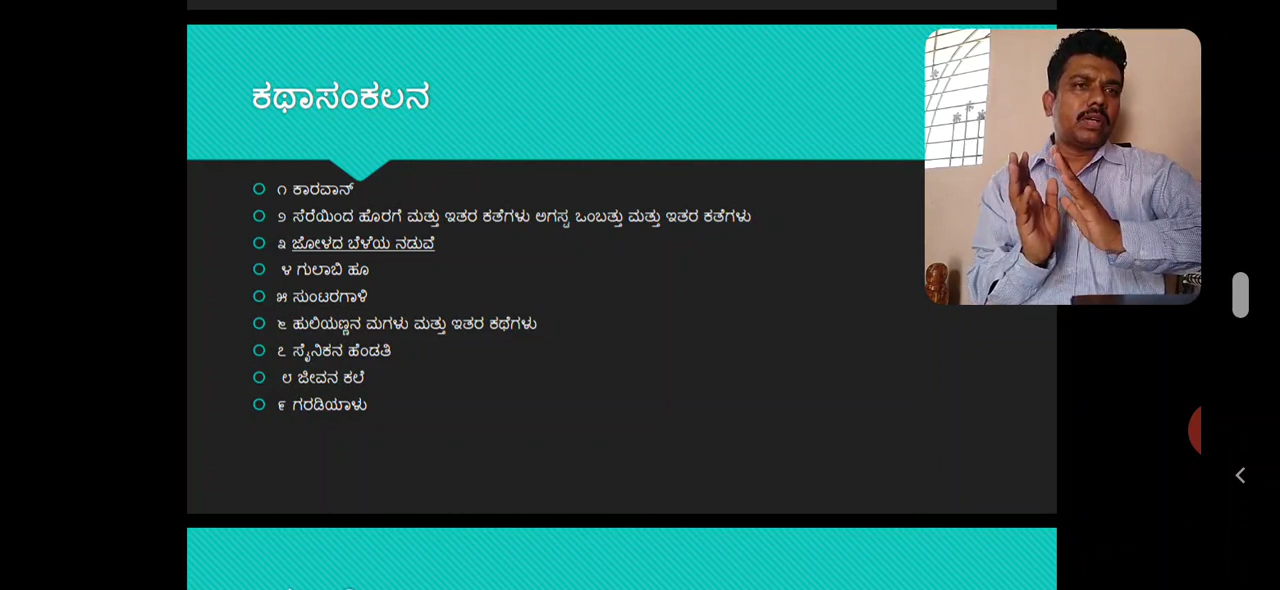 ಕಥಾಸಂಕಲನ
೧ ಕಾರವಾನ್
೨ ಸೆರೆಯಿಂದ ಹೊರಗೆ ಮತ್ತು ಇತರ ಕತೆಗಳು ಅಗಸ್ಟ ಒಂಬತ್ತು ಮತ್ತು ಇತರ ಕತೆಗಳು
೩ ಜೋಳದ ಬೆಳೆಯ ನಡುವೆ
೪ ಗುಲಾಬಿ ಹೂ
೫ ಸುಂಟರಗಾಳಿ
೬ ಹುಲಿಯಣ್ಣನ ಮಗಳು ಮತ್ತು ಇತರ ಕಥೆಗಳು
೭ ಸೈನಿಕನ ಹೆಂಡತಿ
೮ ಜೀವನ ಕಲೆ
೯ ಗರಡಿಯಾಳು